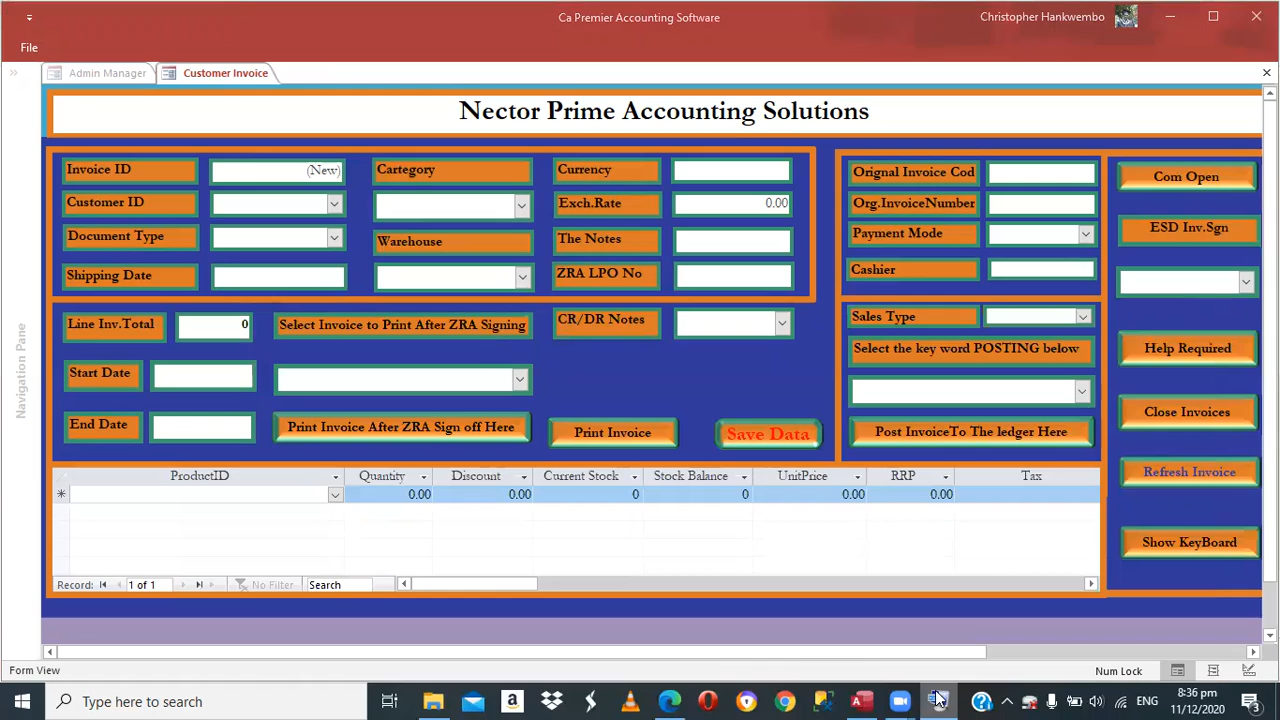 Ca Premier Accounting Software
Christopher Hankwembo
File
Admin Manager
Customer Invoice
Nector Prime Accounting Solutions
Invoice ID
(New)
Cartegory
Currency
Orignal Invoice Cod
Com Open
Customer ID
Exch.Rate
0.00
Org.InvoiceNumber
ESD Inv.Sgn
Document Type
Warehouse
The Notes
Payment Mode
Shipping Date
ZRA LPO No
Cashier
Line Inv.Total
0
Select Invoice to Print After ZRA Signing
CR/DR Notes
Sales Type
Select the key word POSTING below
Help Required
Start Date
End Date
Print Invoice After ZRA Sign off Here
Print Invoice
Save Data
Post InvoiceTo The ledger Here
Close Invoices
Refresh Invoice
Show KeyBoard
ProductID
Quantity
Discount
Current Stock
Stock Balance
UnitPrice
RRP
Tax
0.00
0.00
0
0
0.00
0.00
Record:
1 of 1
No Filter
Search
Navigation Pane
Form View
Num Lock
Type here to search
ENG
8:36 pm
11/12/2020
3